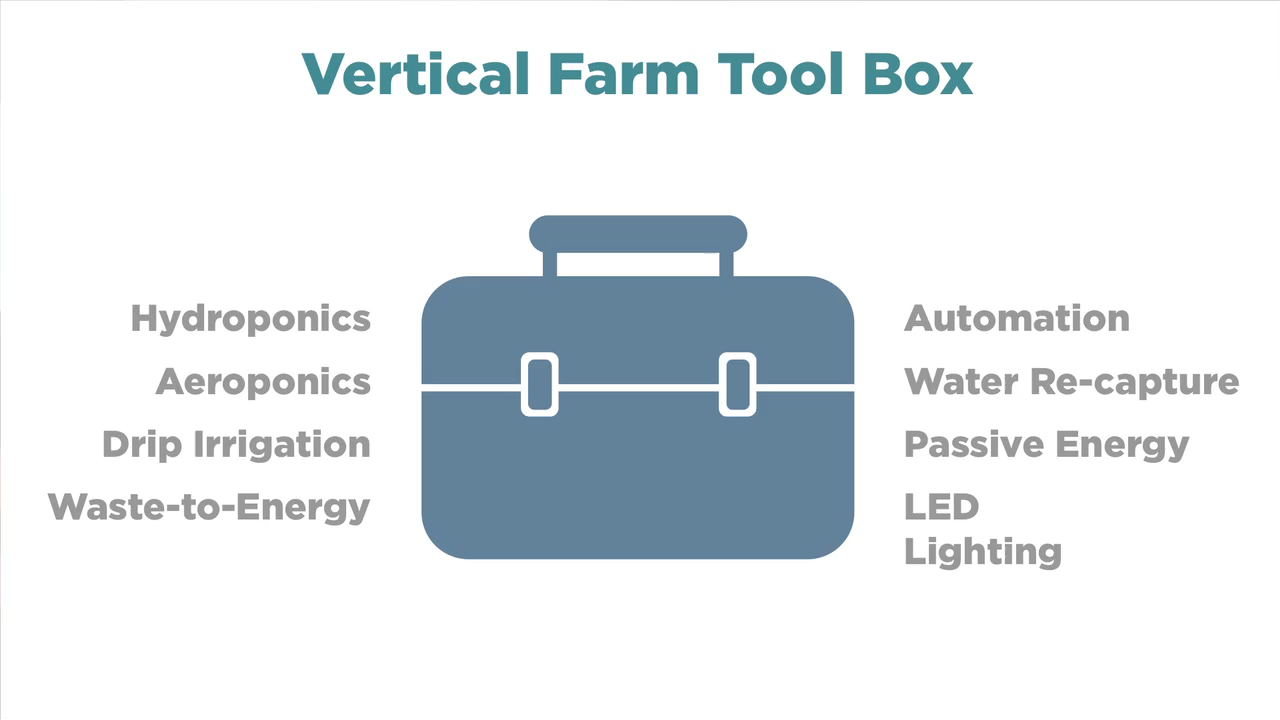 Vertical Farm Tool Box
Hydroponics
Aeroponics
Drip Irrigation
Waste-to-Energy
Automation
Water Re-capture
Passive Energy
LED
Lighting